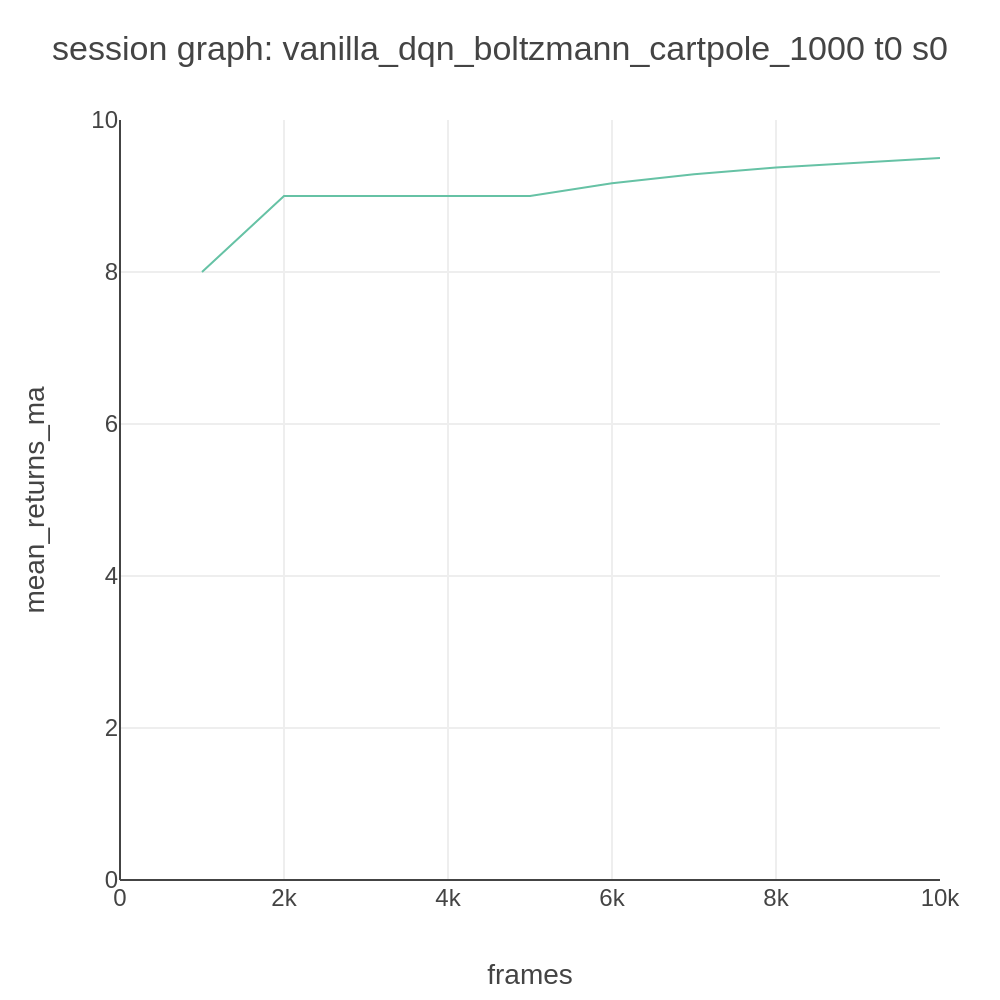 session graph: vanilla_dqn_boltzmann_cartpole_1000 t0 s0
10
8
6
4
2
0
mean_returns_ma
0 2k 4k 6k 8k 10k
frames